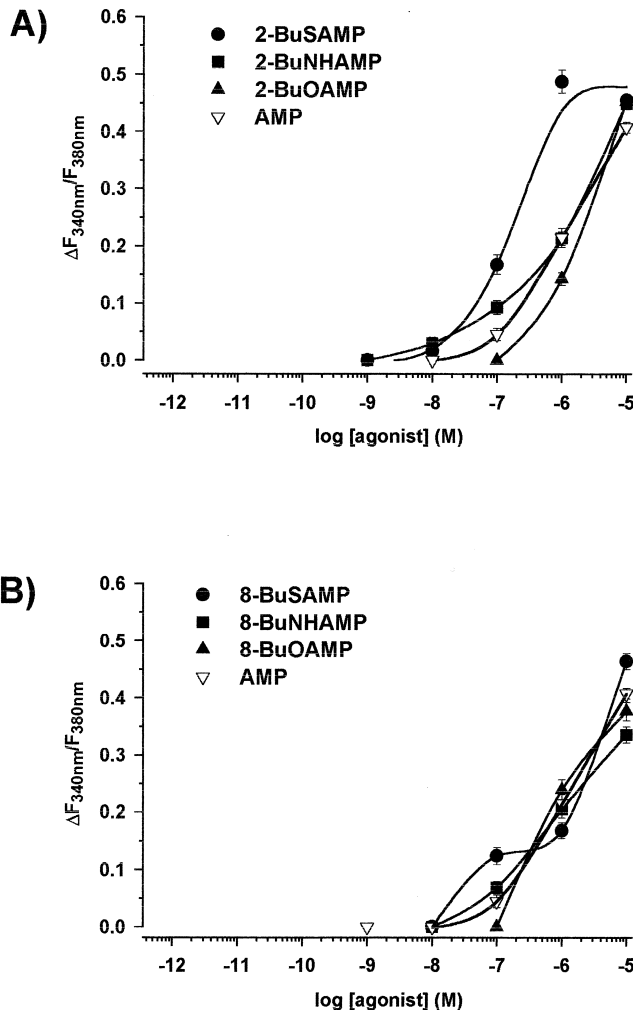 A)
2-BuSAMP
2-BuNHAMP
2-BuOAMP
AMP
ΔF340nm/F380nm
0.6
0.5
0.4
0.3
0.2
0.1
0.0
-12 -11 -10 -9 -8 -7 -6 -5
log [agonist] (M)
B)
8-BuSAMP
8-BuNHAMP
8-BuOAMP
AMP
ΔF340nm/F380nm
0.6
0.5
0.4
0.3
0.2
0.1
0.0
-12 -11 -10 -9 -8 -7 -6 -5
log [agonist] (M)